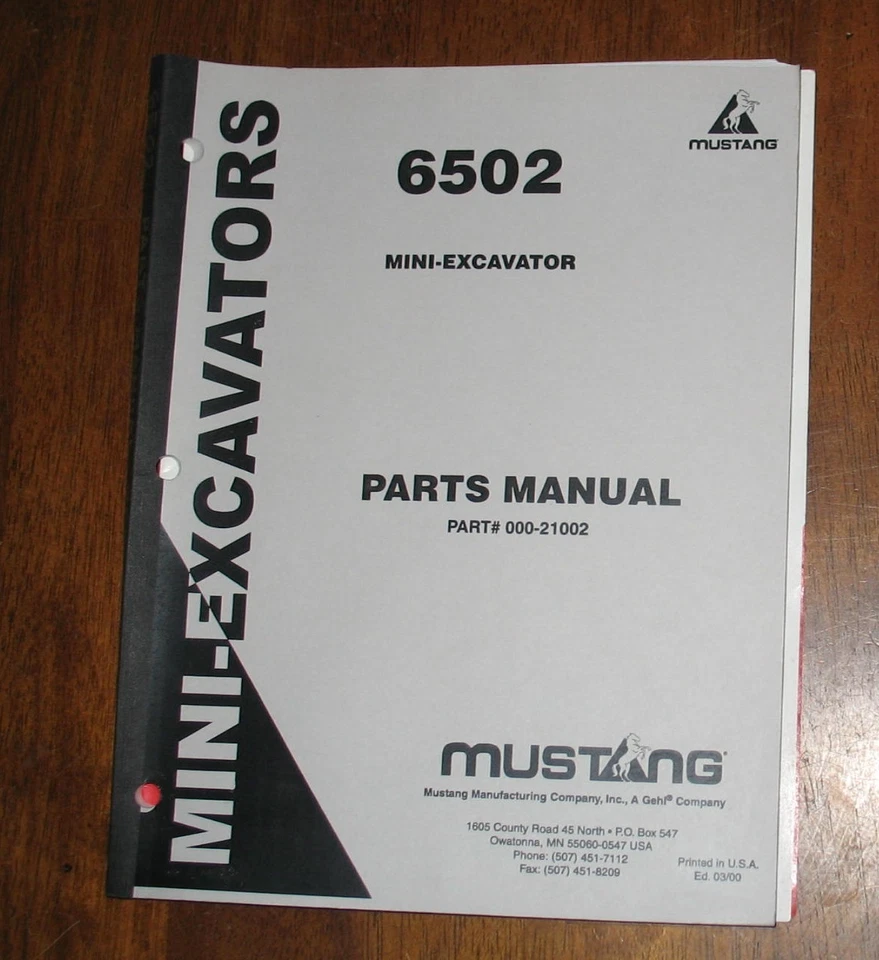 MINI-EXCAVATORS
MUSTANG
6502
MINI-EXCAVATOR
PARTS MANUAL
PART# 000-21002
MUSTANG®
Mustang Manufacturing Company, Inc., A Gehl® Company
1605 County Road 45 North • P.O. Box 547
Owatonna, MN 55060-0547 USA
Phone: (507) 451-7112
Fax: (507) 451-8209
Printed in U.S.A.
Ed. 03/00